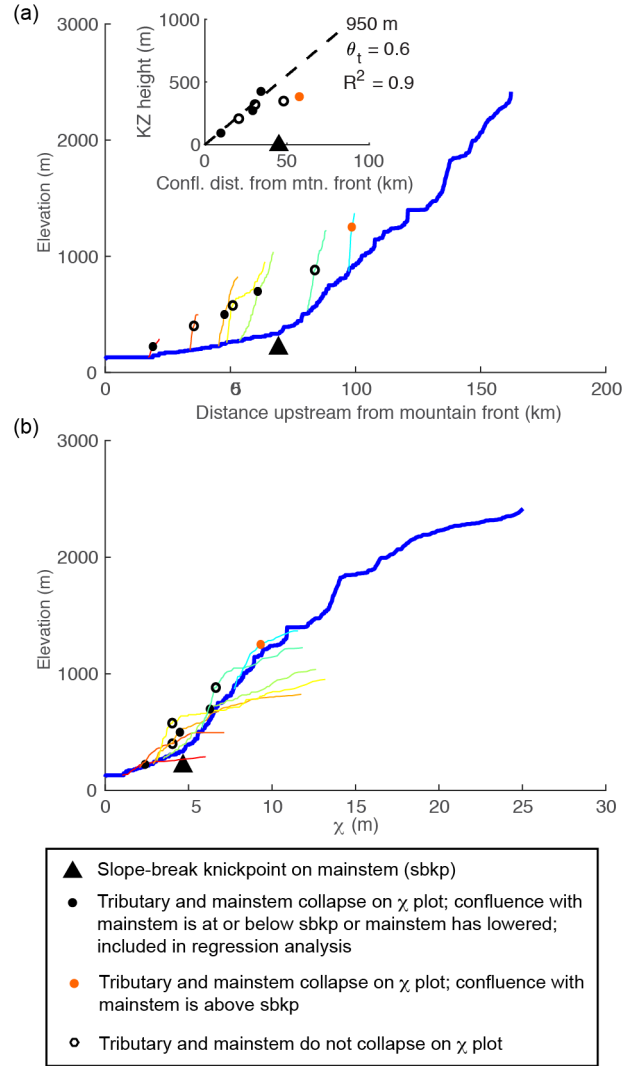 (a)
3000
2000
1000
0
Elevation (m)
0
6
100
150
200
Distance upstream from mountain front (km)
1000
500
0
KZ height (m)
0
50
100
Confl. dist. from mtn. front (km)
950 m
θt = 0.6
R² = 0.9
(b)
3000
2000
1000
0
Elevation (m)
0
5
10
15
20
25
30
χ (m)
Slope-break knickpoint on mainstem (sbkp)
Tributary and mainstem collapse on χ plot; confluence with
mainstem is at or below sbkp or mainstem has lowered;
included in regression analysis
Tributary and mainstem collapse on χ plot; confluence with
mainstem is above sbkp
Tributary and mainstem do not collapse on χ plot